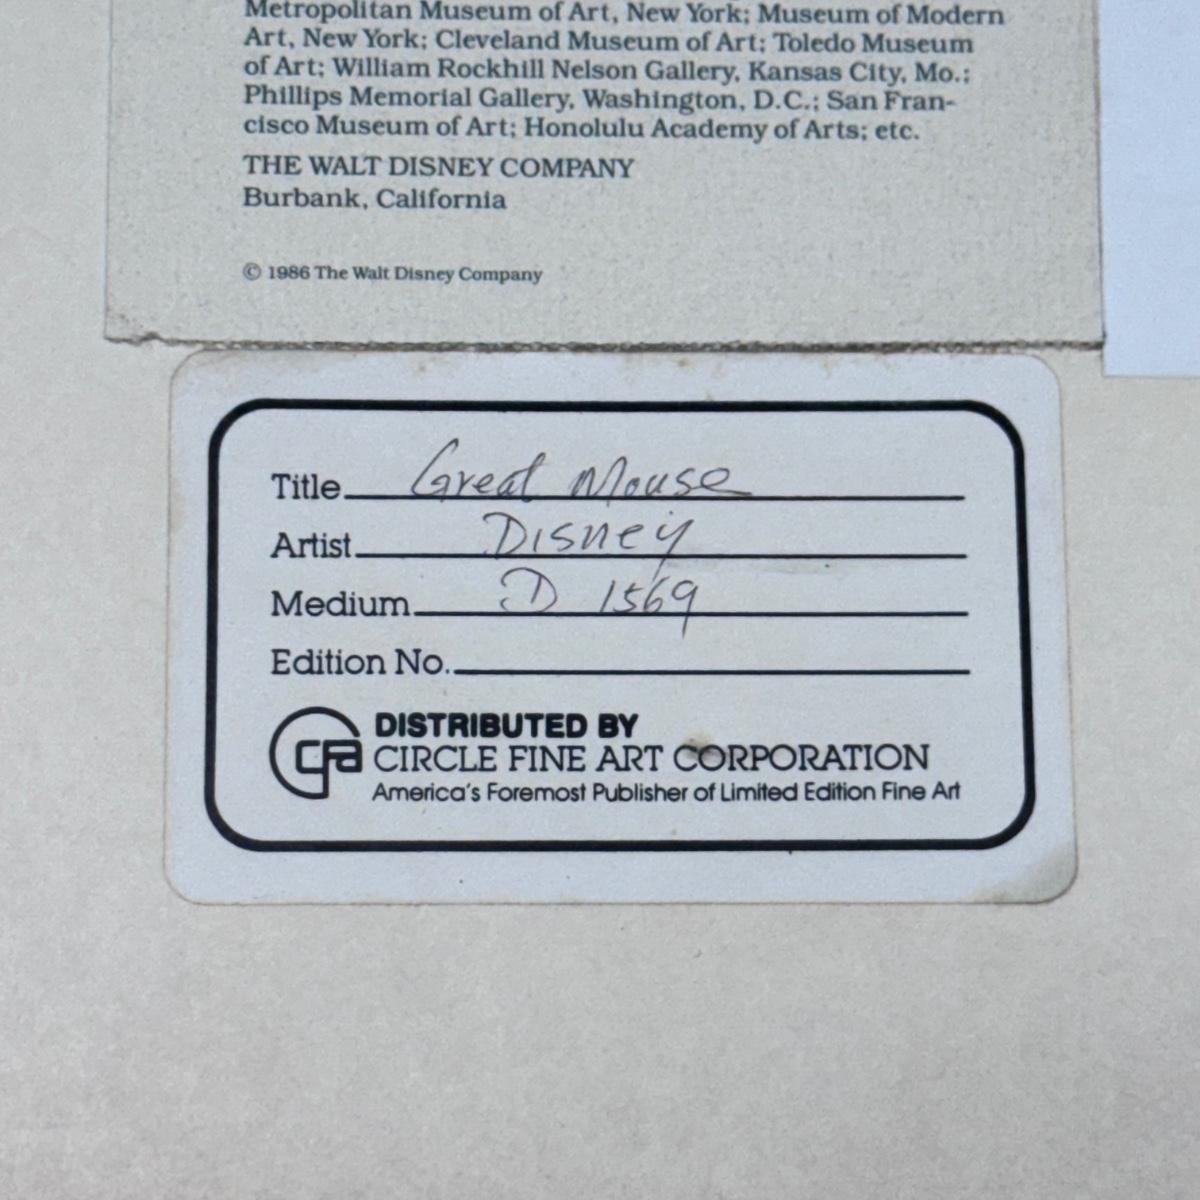 Metropolitan Museum of Art, New York; Museum of Modern
Art, New York; Cleveland Museum of Art; Toledo Museum
of Art; William Rockhill Nelson Gallery, Kansas City, Mo.;
Phillips Memorial Gallery, Washington, D.C.; San Fran-
cisco Museum of Art; Honolulu Academy of Arts; etc.
THE WALT DISNEY COMPANY
Burbank, California
© 1986 The Walt Disney Company
Title Great Mouse
Artist Disney
Medium D 1569
Edition No.
cfa DISTRIBUTED BY
CIRCLE FINE ART CORPORATION
America's Foremost Publisher of Limited Edition Fine Art